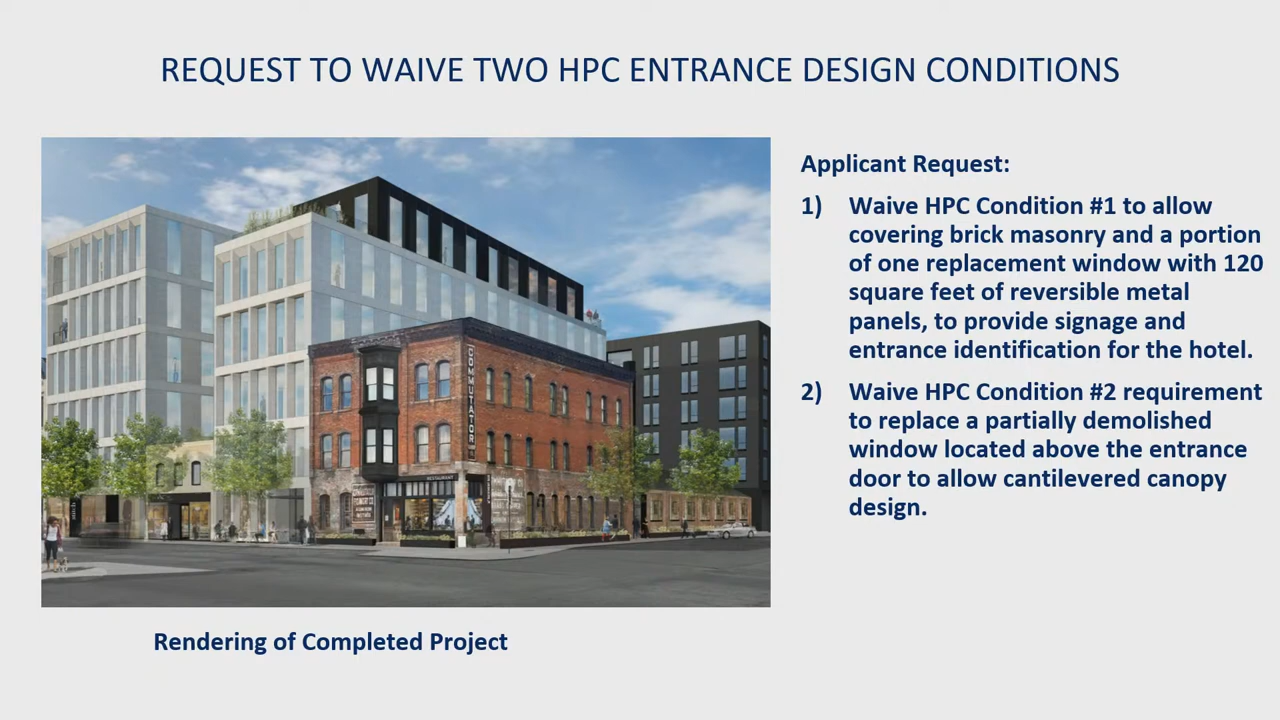 REQUEST TO WAIVE TWO HPC ENTRANCE DESIGN CONDITIONS
Applicant Request:
1) Waive HPC Condition #1 to allow
covering brick masonry and a portion
of one replacement window with 120
square feet of reversible metal
panels, to provide signage and
entrance identification for the hotel.
2) Waive HPC Condition #2 requirement
to replace a partially demolished
window located above the entrance
door to allow cantilevered canopy
design.
COMMUTATOR
RESTAURANT
Rendering of Completed Project